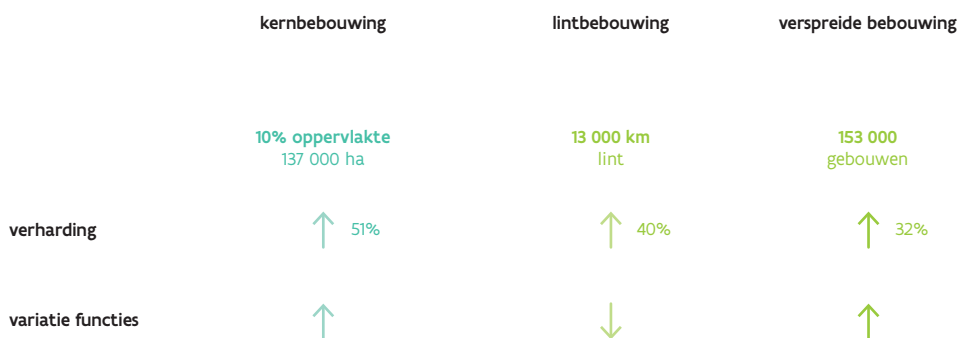 kernbebouwing lintbebouwing verspreide bebouwing
10% oppervlakte 13 000 km 153 000
137 000 ha lint gebouwen
verharding 51% 40% 32%
variatie functies